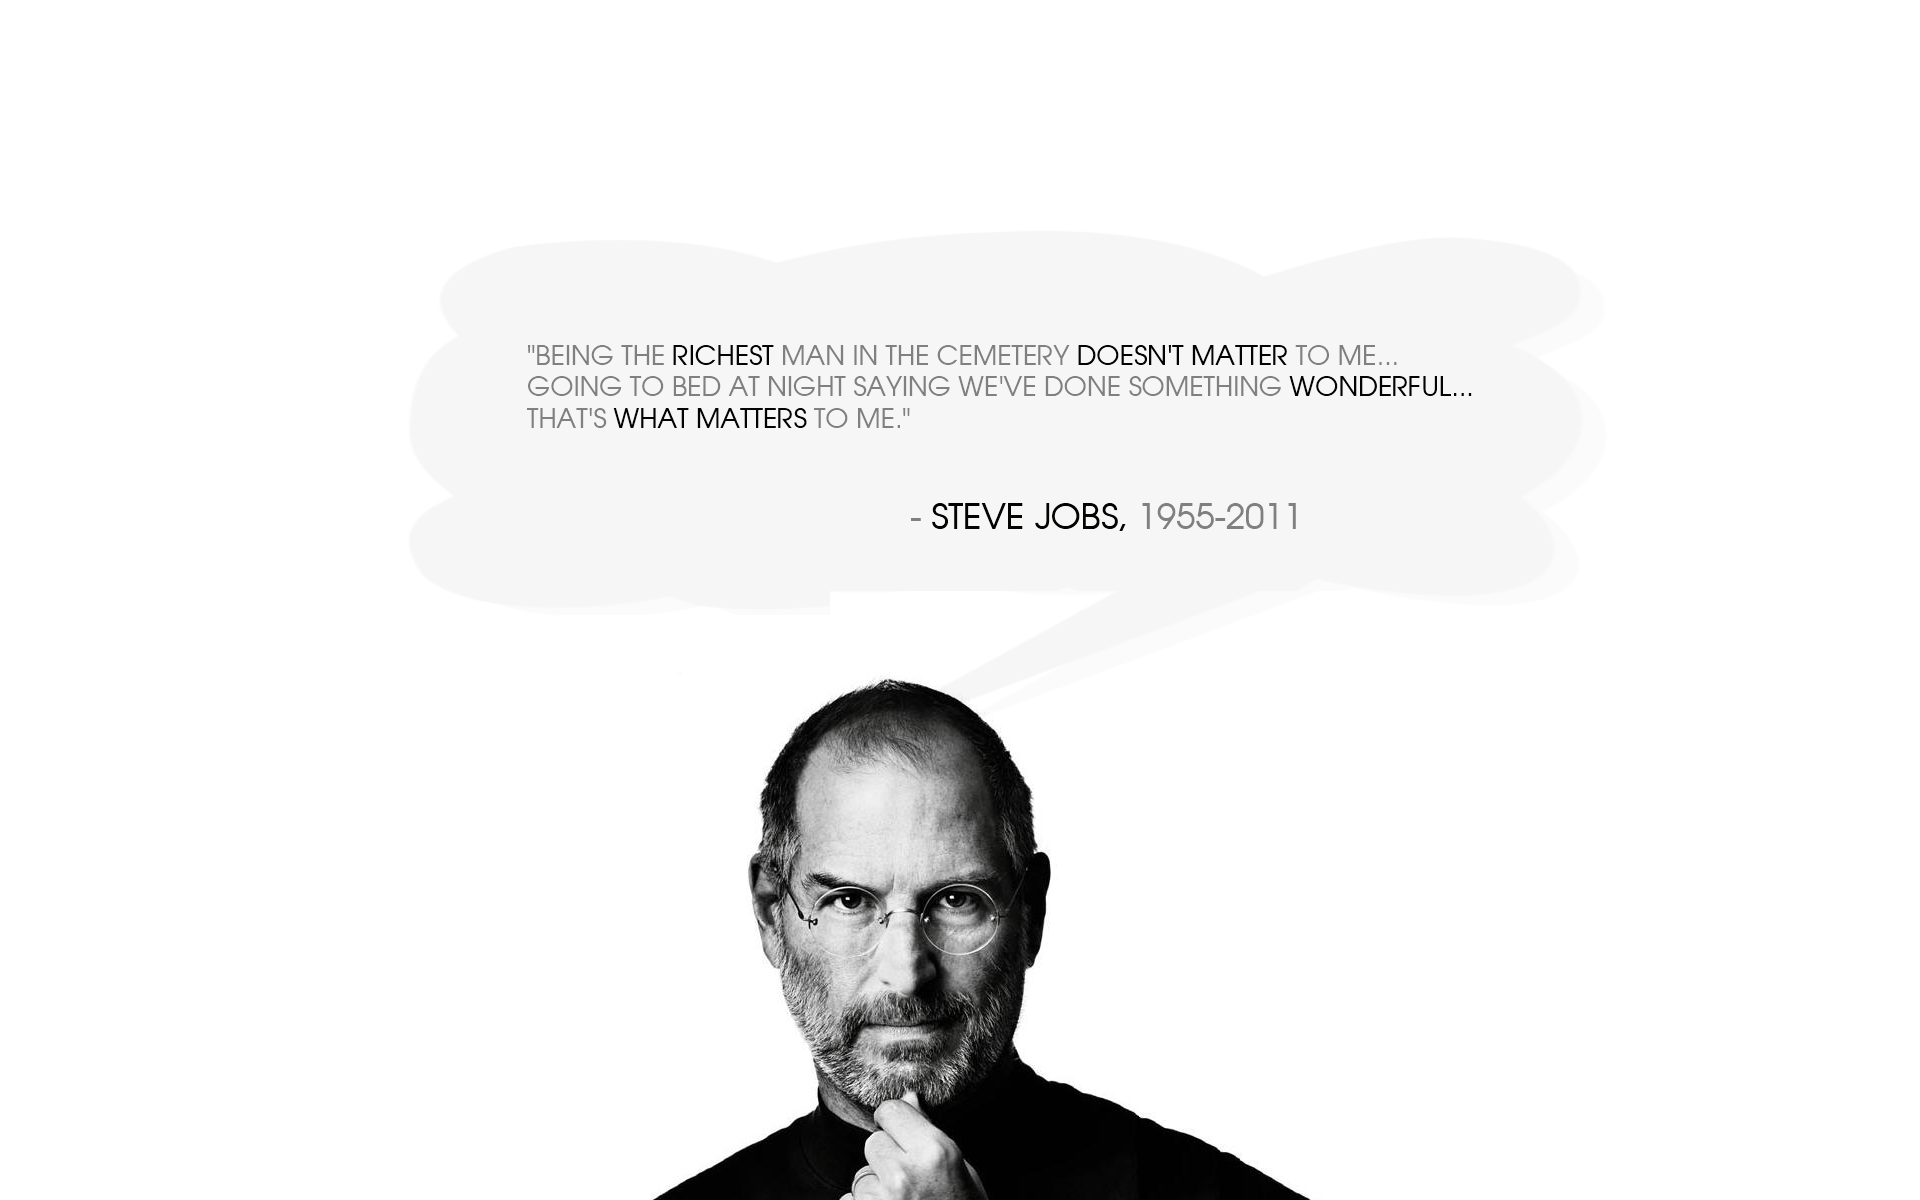 "BEING THE RICHEST MAN IN THE CEMETERY DOESN'T MATTER TO ME...
GOING TO BED AT NIGHT SAYING WE'VE DONE SOMETHING WONDERFUL...
THAT'S WHAT MATTERS TO ME."
- STEVE JOBS, 1955-2011